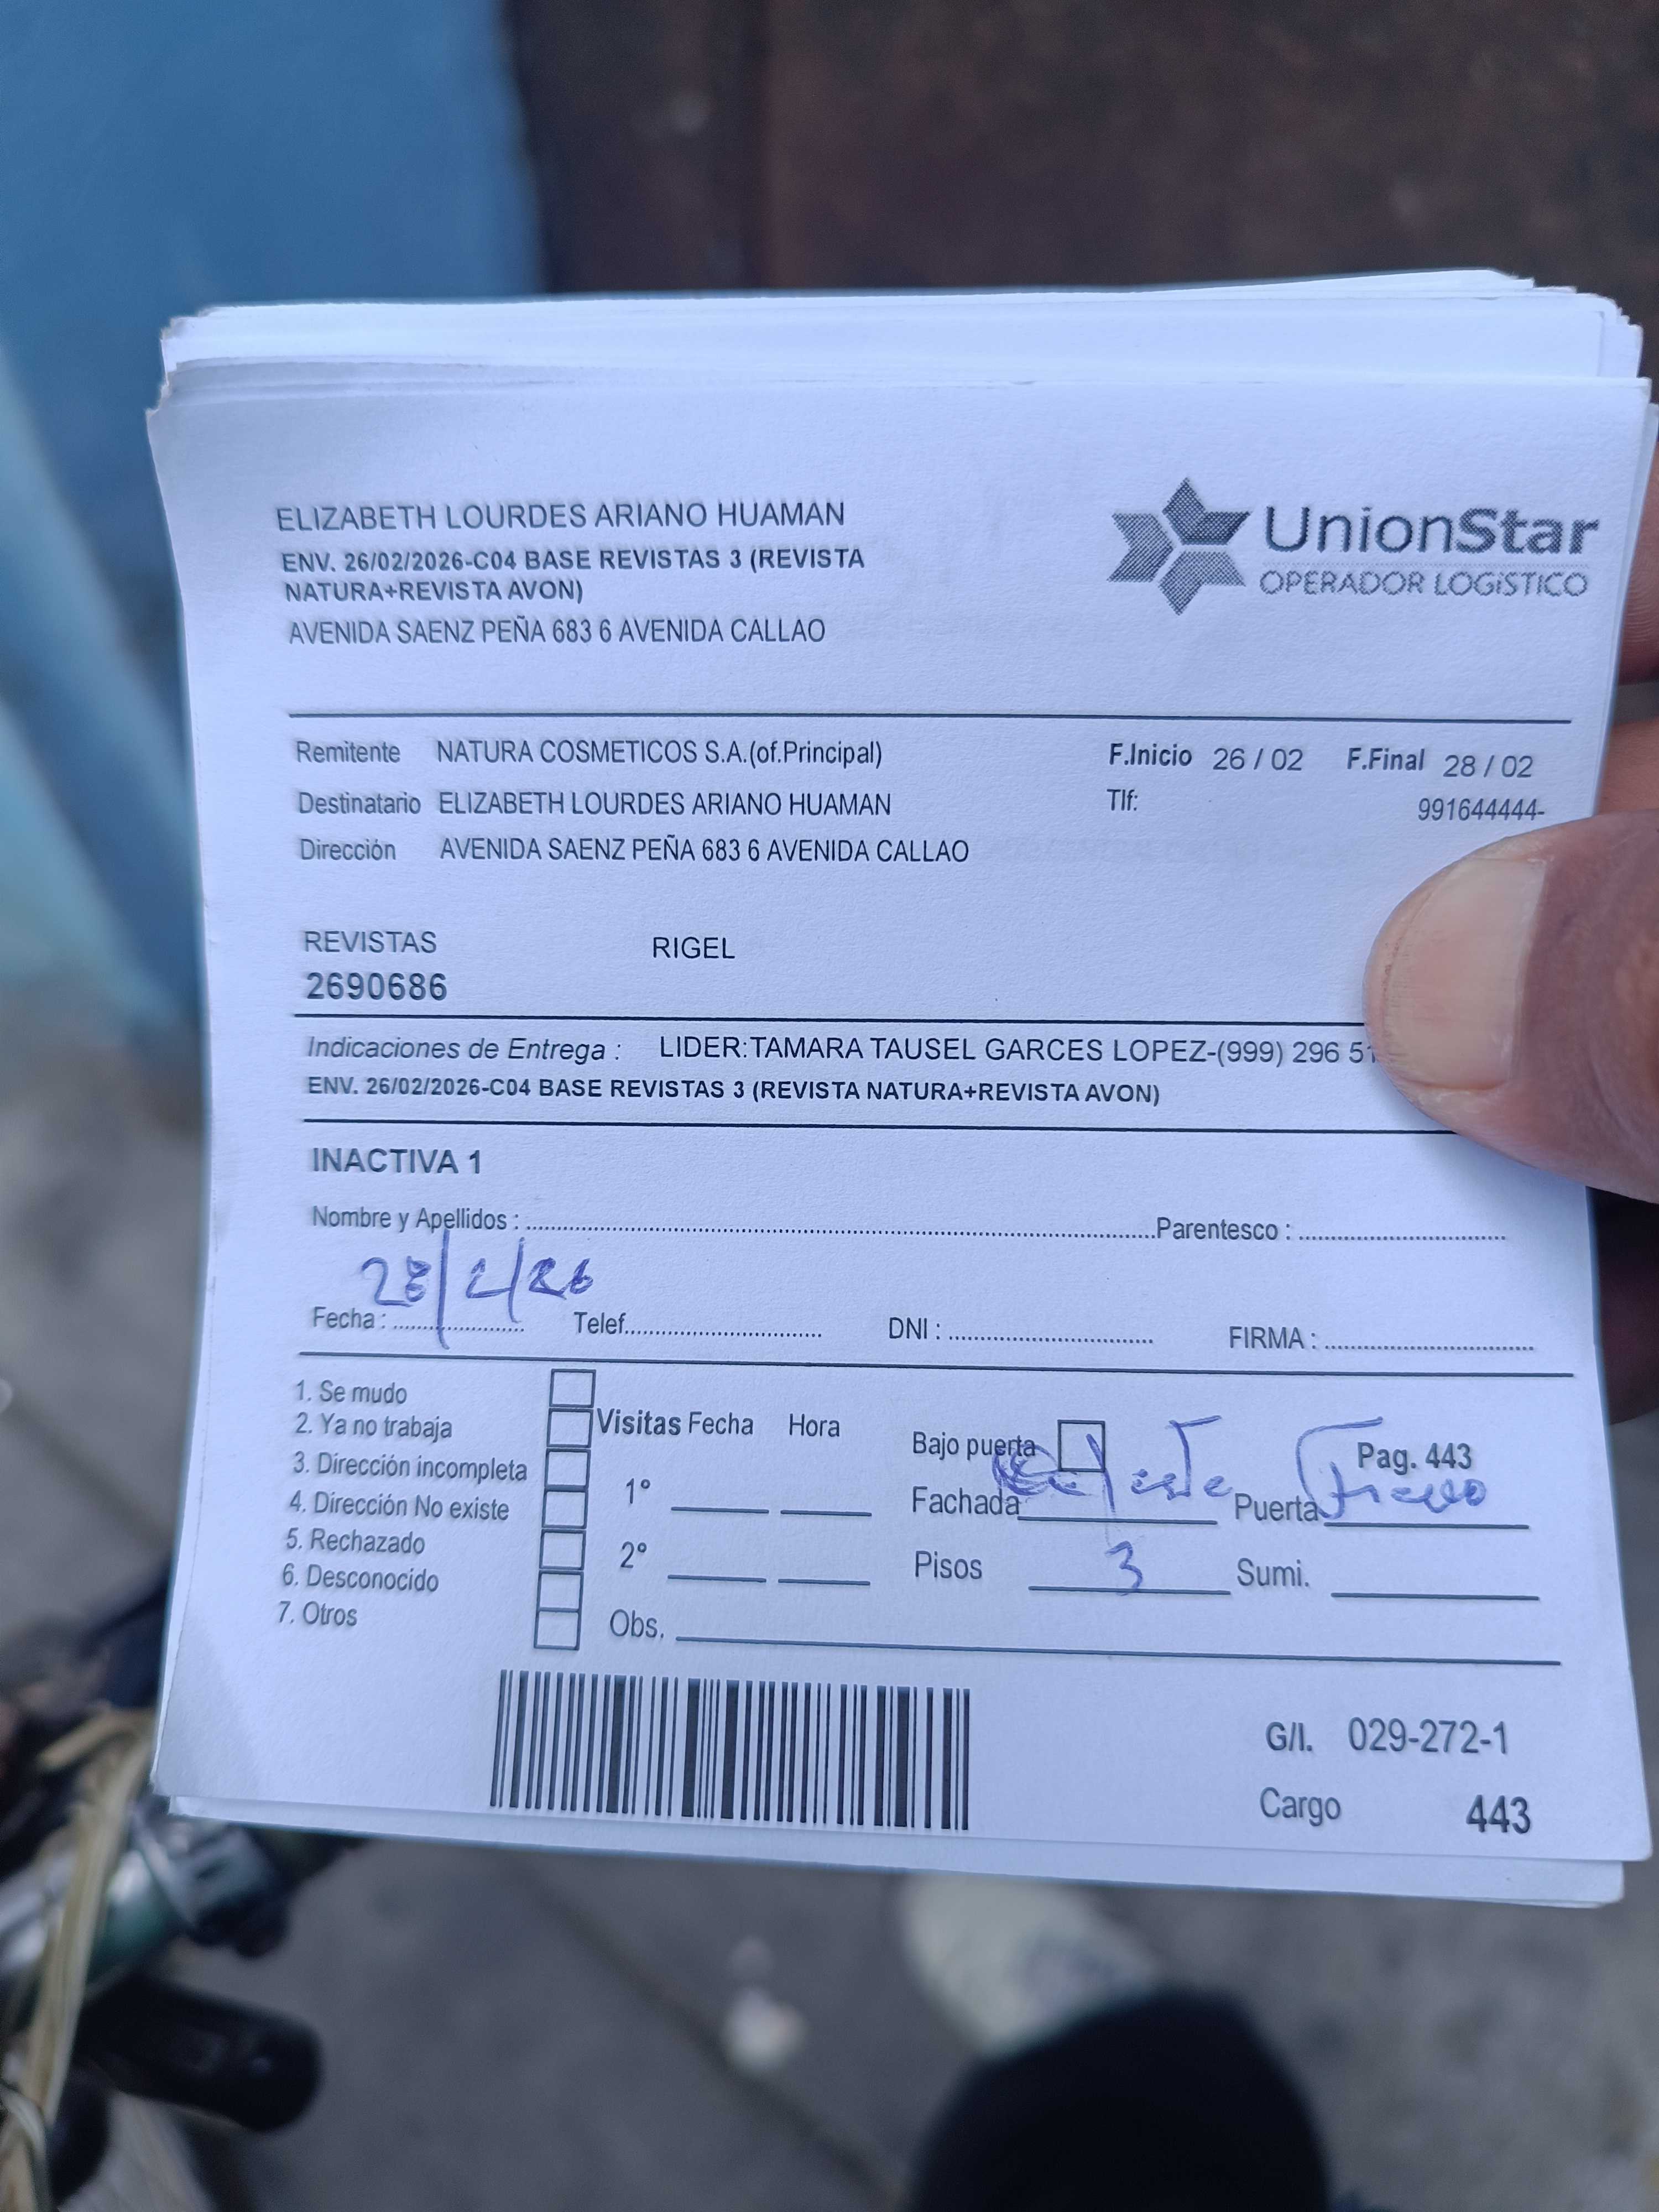 ELIZABETH LOURDES ARIANO HUAMAN
ENV. 26/02/2026-C04 BASE REVISTAS 3 (REVISTA
NATURA+REVISTA AVON)
AVENIDA SAENZ PEÑA 683 6 AVENIDA CALLAO
UnionStar
OPERADOR LOGíSTICO
Remitente NATURA COSMETICOS S.A.(of.Principal) F.Inicio 26 / 02 F.Final 28 / 02
Destinatario ELIZABETH LOURDES ARIANO HUAMAN Tlf: 991644444-
Dirección AVENIDA SAENZ PEÑA 683 6 AVENIDA CALLAO
REVISTAS RIGEL
2690686
Indicaciones de Entrega : LIDER:TAMARA TAUSEL GARCES LOPEZ-(999) 296
ENV. 26/02/2026-C04 BASE REVISTAS 3 (REVISTA NATURA+REVISTA AVON)
INACTIVA 1
Nombre y Apellidos : Parentesco :
28/2/26
Fecha : Telef. DNI : FIRMA :
1. Se mudo
2. Ya no trabaja
3. Dirección incompleta
4. Dirección No existe
5. Rechazado
6. Desconocido
7. Otros
Visitas Fecha Hora
1°
2°
Obs.
Bajo puerta Pag. 443
Fachada Celeste Puerta Fierro
Pisos 3 Sumi.
G/I. 029-272-1
Cargo 443